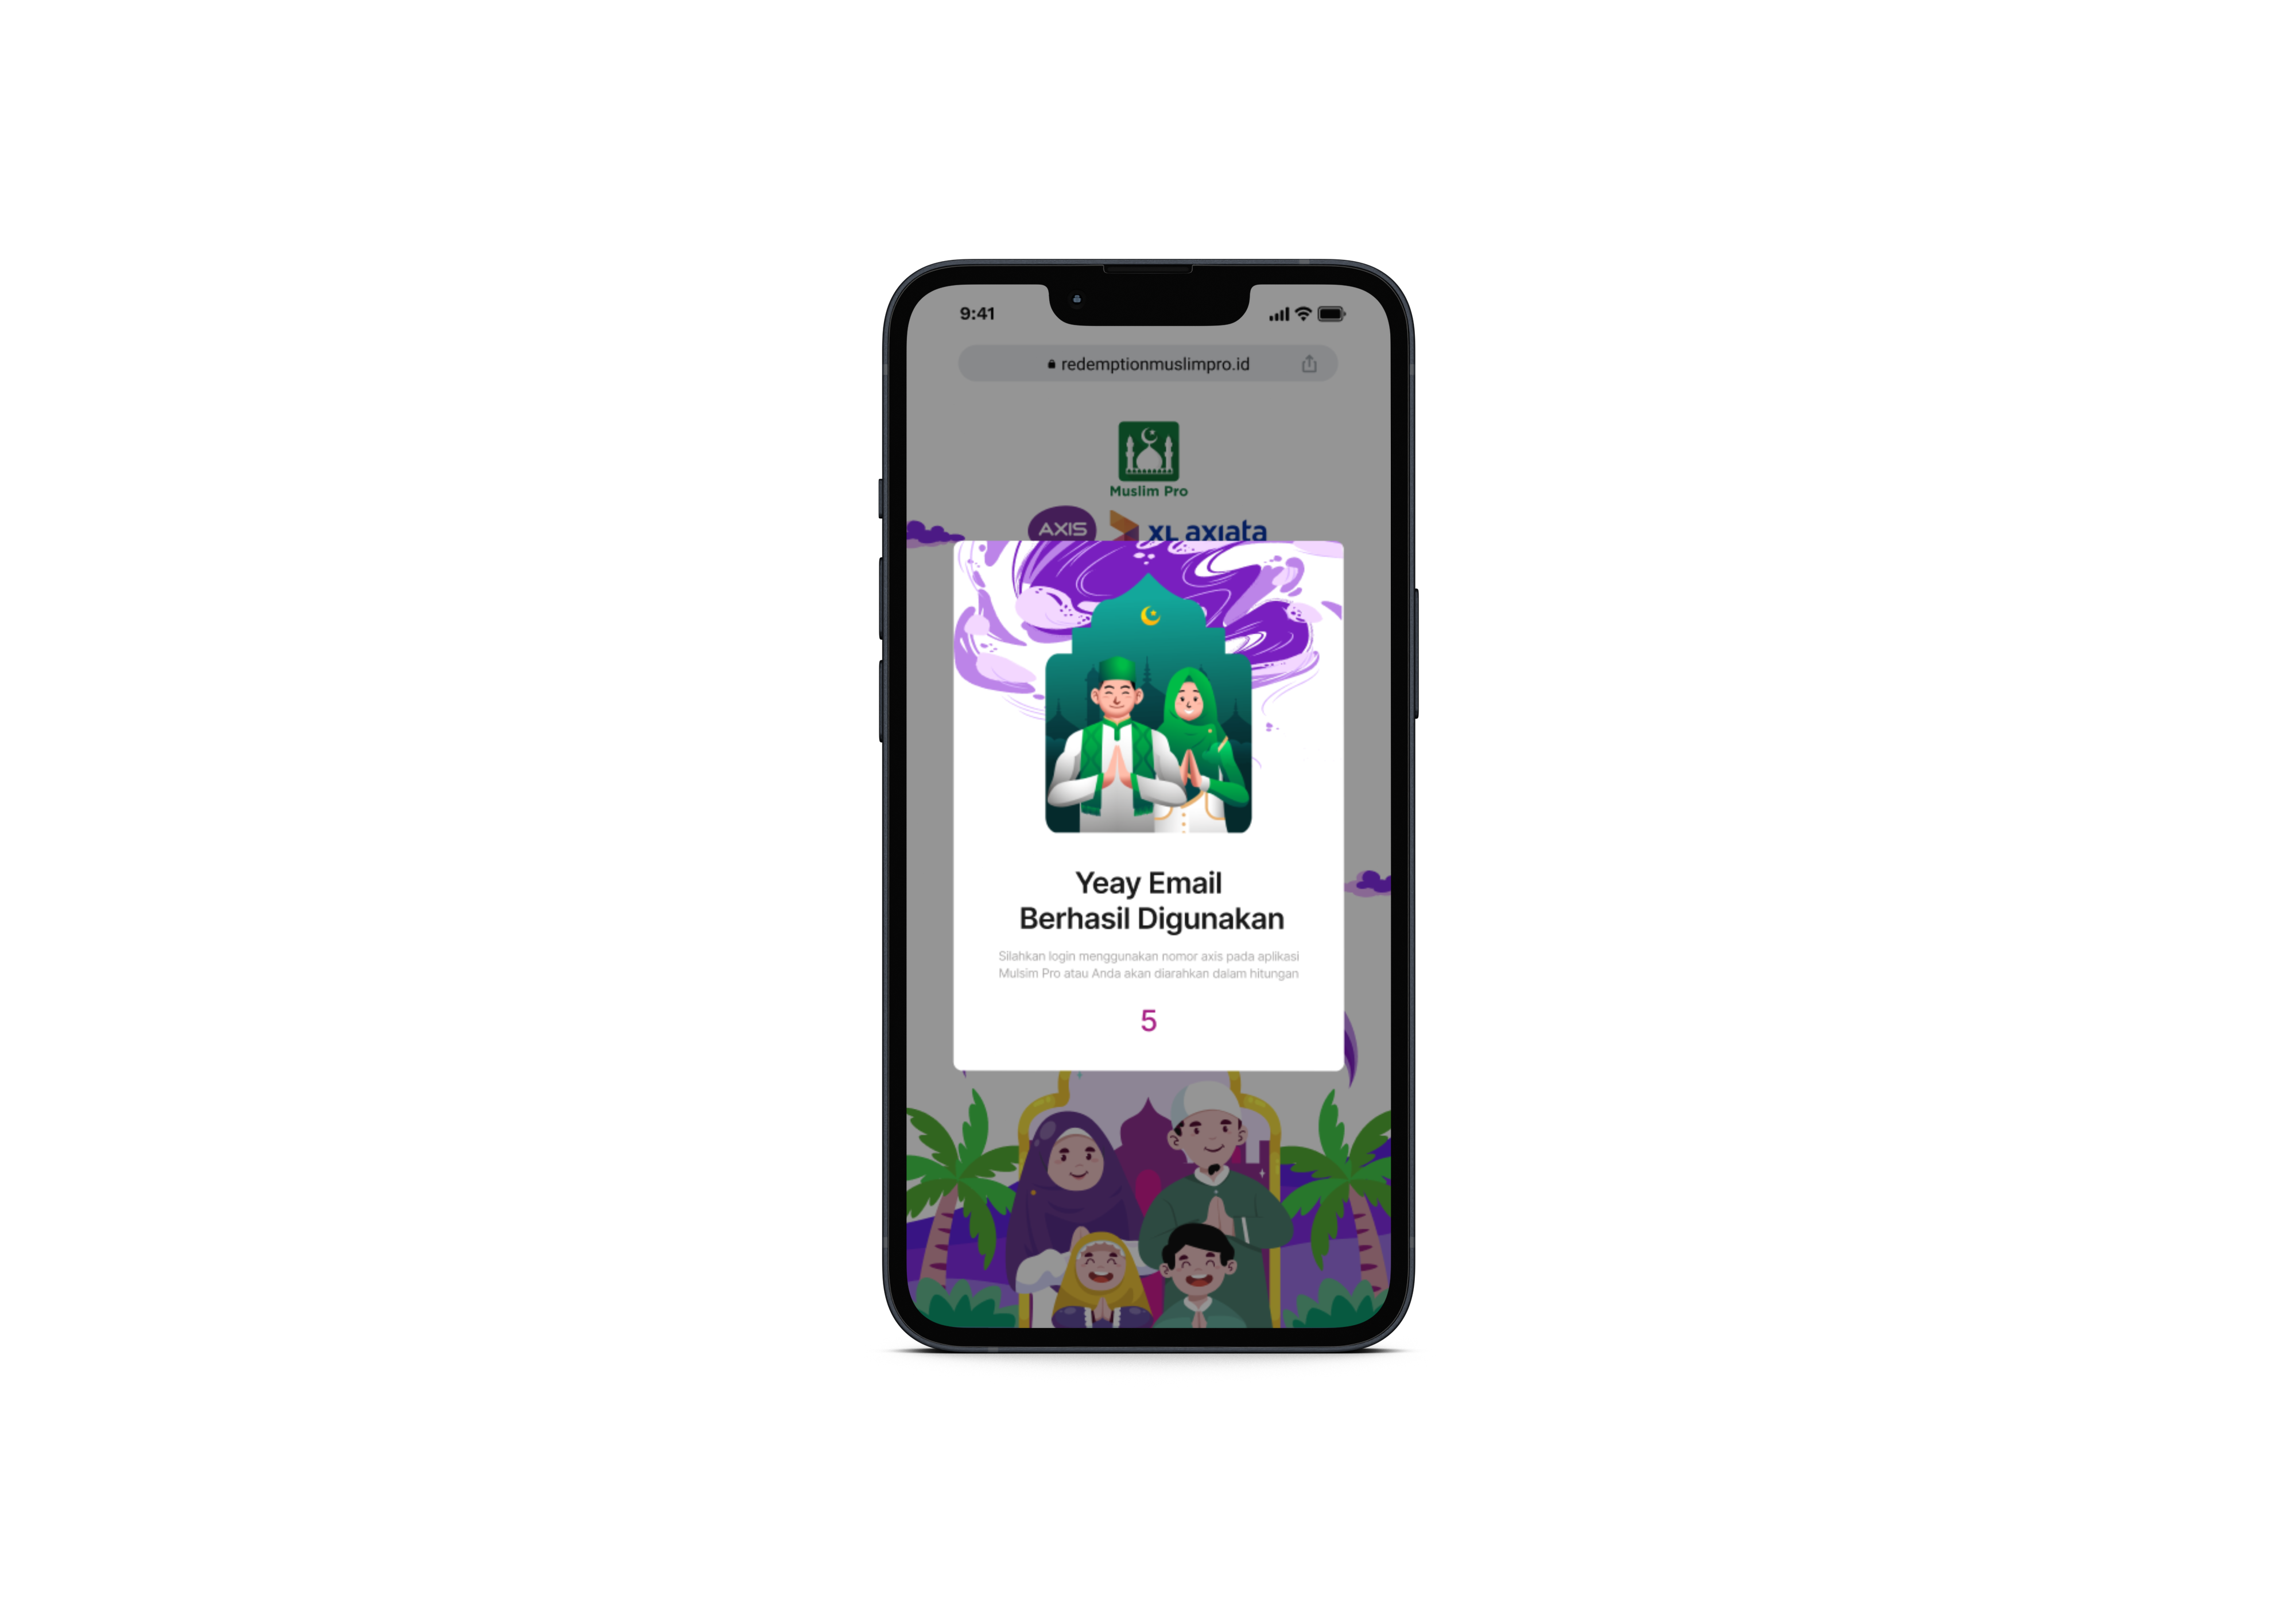 9:41
redemptionmuslimpro.id
Muslim Pro
AXIS XL axiata
Yeay Email
Berhasil Digunakan
Silahkan login menggunakan nomor axis pada aplikasi
Mulsim Pro atau Anda akan diarahkan dalam hitungan
5